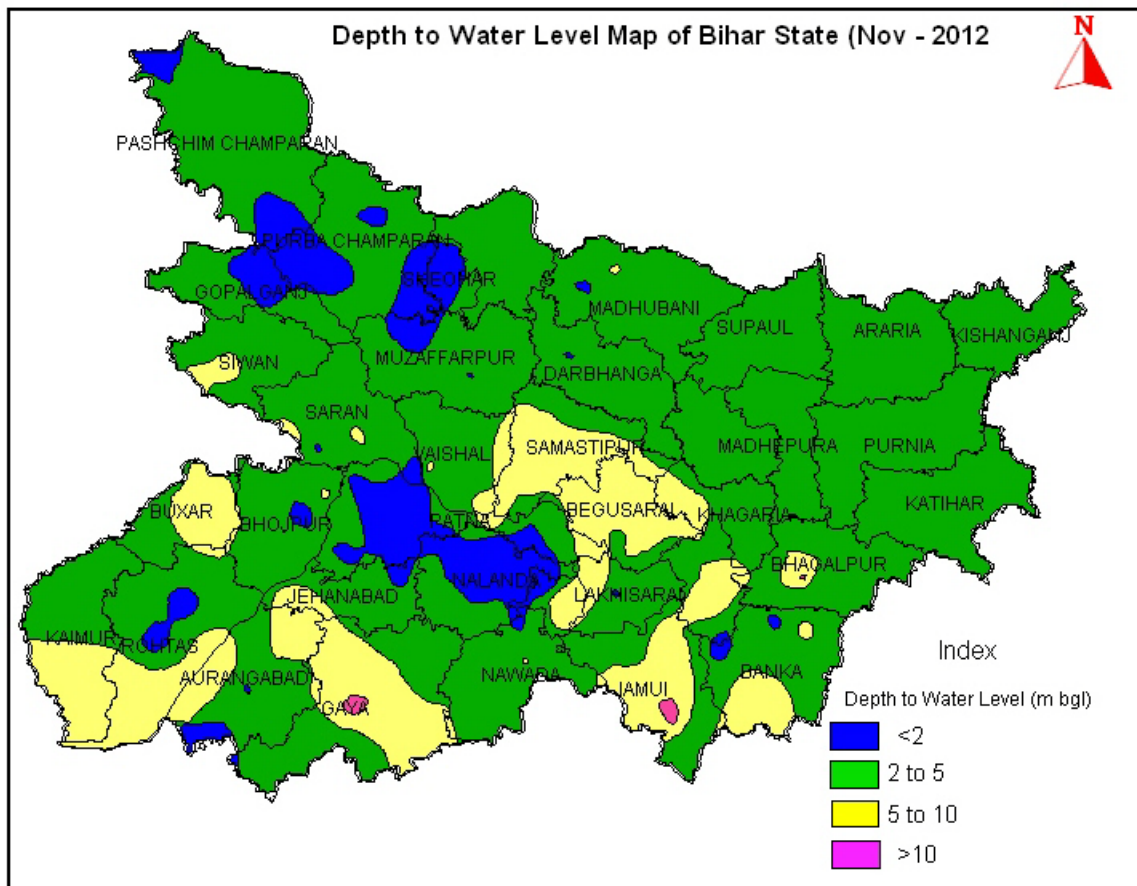 Depth to Water Level Map of Bihar State (Nov - 2012
N
PASHCHIM CHAMPARAN
PURBA CHAMPARAN
SHEOHAR
GOPALGANJ
MADHUBANI
SUPAUL
ARARIA
KISHANGANJ
SIWAN
MUZAFFARPUR
DARBHANGA
SARAN
VAISHALI
SAMASTIPUR
MADHEPURA
PURNIA
BUXAR
BHOJPUR
PATNA
BEGUSARAI
KHAGARIA
KATIHAR
JEHANABAD
NALANDA
LAKHISARAI
BHAGALPUR
KAIMUR
ROHTAS
AURANGABAD
GAYA
NAWADA
JAMUI
BANKA
Index
Depth to Water Level (m bgl)
<2
2 to 5
5 to 10
>10